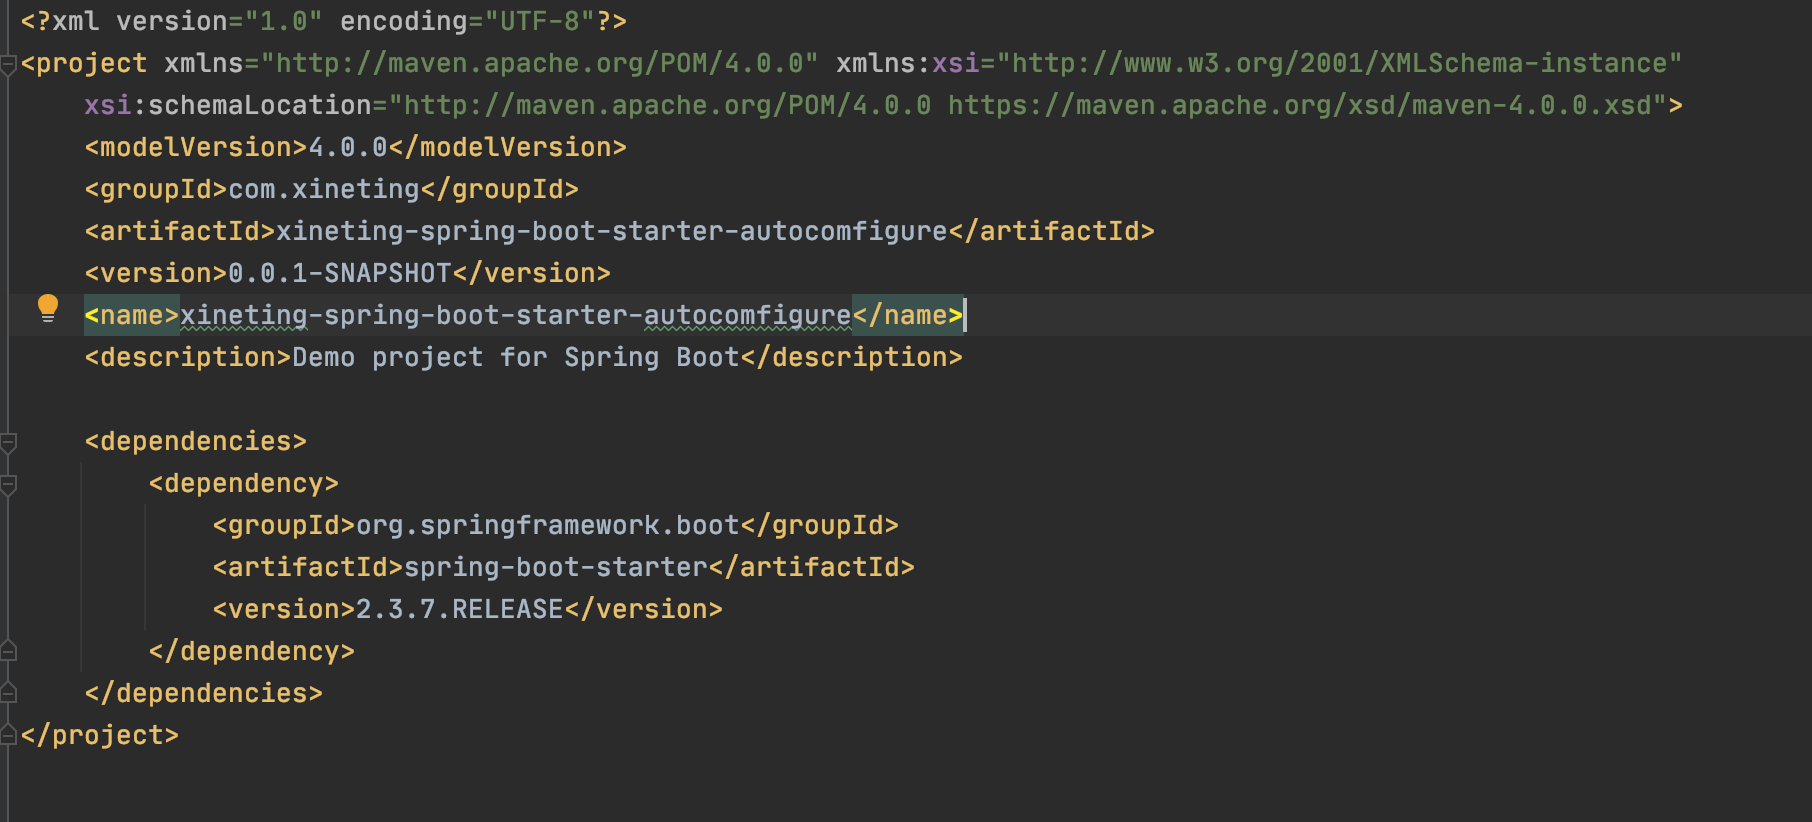 <?xml version="1.0" encoding="UTF-8"?>
<project xmlns="http://maven.apache.org/POM/4.0.0" xmlns:xsi="http://www.w3.org/2001/XMLSchema-instance"
xsi:schemaLocation="http://maven.apache.org/POM/4.0.0 https://maven.apache.org/xsd/maven-4.0.0.xsd">
<modelVersion>4.0.0</modelVersion>
<groupId>com.xineting</groupId>
<artifactId>xineting-spring-boot-starter-autocomfigure</artifactId>
<version>0.0.1-SNAPSHOT</version>
<name>xineting-spring-boot-starter-autocomfigure</name>
<description>Demo project for Spring Boot</description>
<dependencies>
<dependency>
<groupId>org.springframework.boot</groupId>
<artifactId>spring-boot-starter</artifactId>
<version>2.3.7.RELEASE</version>
</dependency>
</dependencies>
</project>